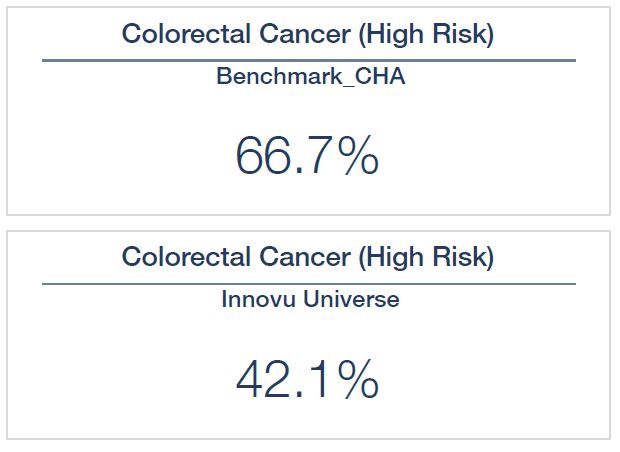 Colorectal Cancer (High Risk)
Benchmark_CHA
66.7%
Colorectal Cancer (High Risk)
Innovu Universe
42.1%